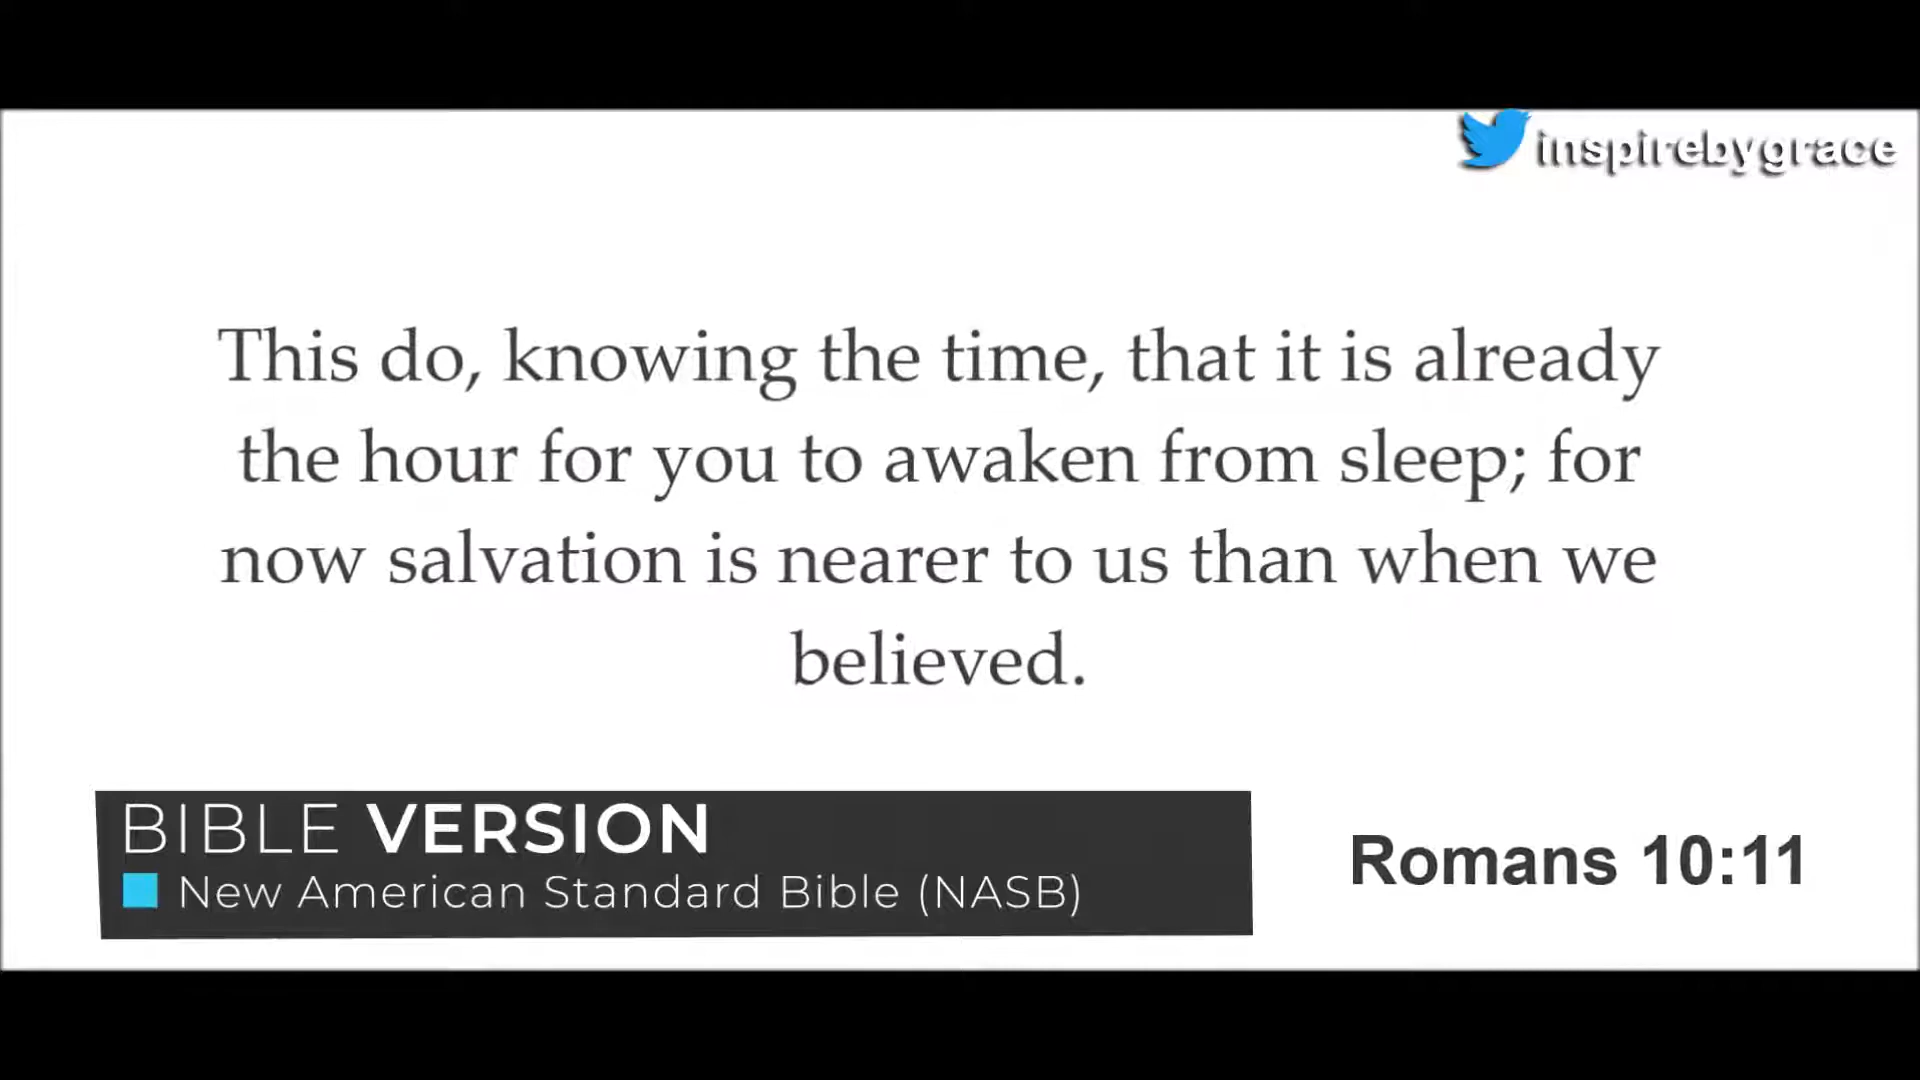 inspirebygrace
This do, knowing the time, that it is already
the hour for you to awaken from sleep; for
now salvation is nearer to us than when we
believed.
BIBLE VERSION
New American Standard Bible (NASB)
Romans 10:11